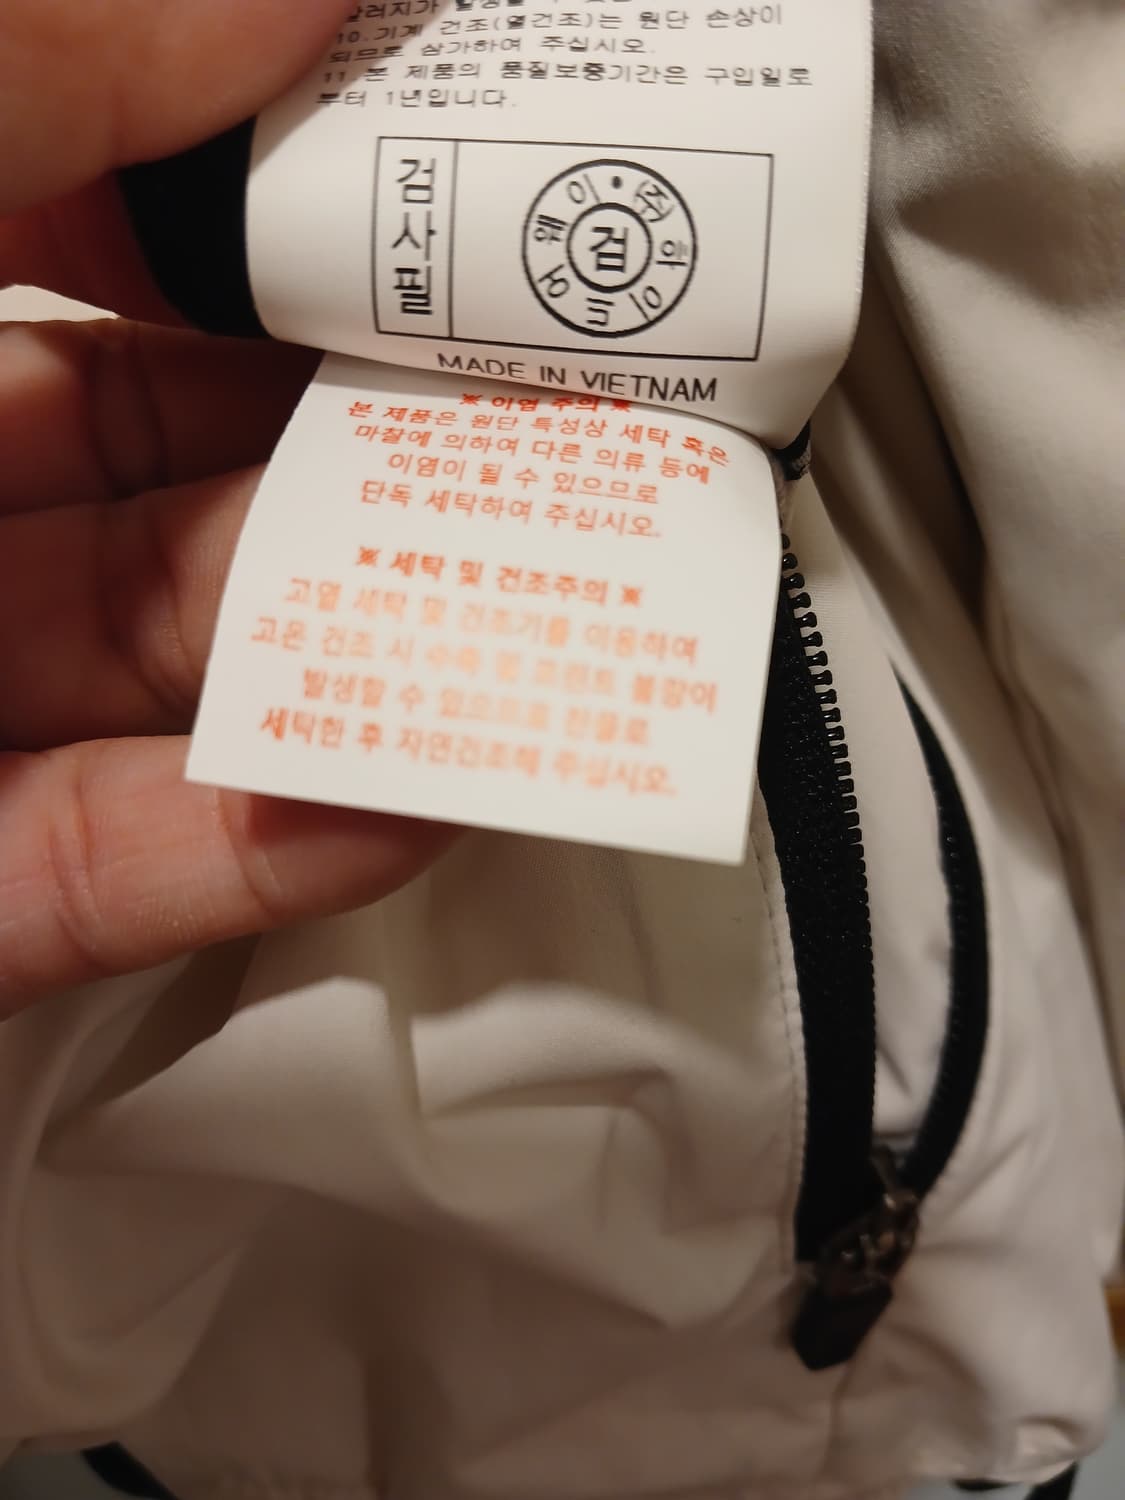 10.기계 건조(열건조)는 원단 손상이
되므로 삼가하여 주십시오.
11.본 제품의 품질보증기간은 구입일로
부터 1년입니다.
검사필
검
MADE IN VIETNAM
※ 이염 주의 ※
본 제품은 원단 특성상 세탁 혹은
마찰에 의하여 다른 의류 등에
이염이 될 수 있으므로
단독 세탁하여 주십시오.
※ 세탁 및 건조주의 ※
고열 세탁 및 건조기를 이용하여
고온 건조 시 수축 및 프린트 불량이
발생할 수 있으므로 찬물로
세탁한 후 자연건조해 주십시오.